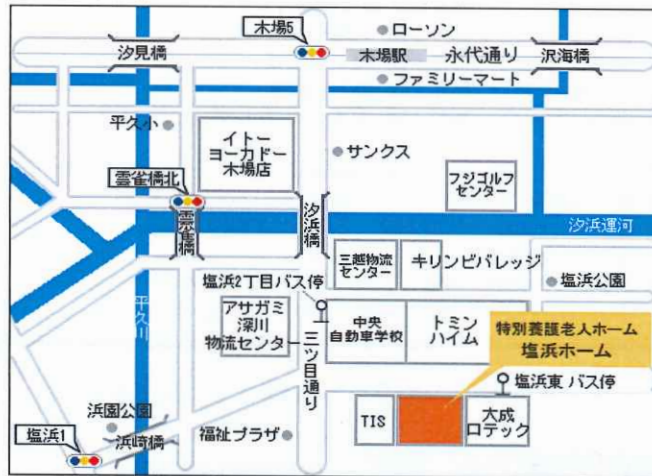 木場5
ローソン
汐見橋
木場駅
永代通り
沢海橋
ファミリーマート
平久小
イトー
ヨーカドー
木場店
サンクス
雲雀橋北
フジゴルフ
センター
雲雀橋
汐浜橋
汐浜運河
三越物流
センター
キリンビバレッジ
塩浜公園
塩浜2丁目バス停
平久川
アサガミ
深川
物流センター
三ツ目通り
中央
自動車学校
トミン
ハイム
特別養護老人ホーム
塩浜ホーム
塩浜東 バス停
浜園公園
塩浜1
浜崎橋
福祉プラザ
TIS
大成
ロテック